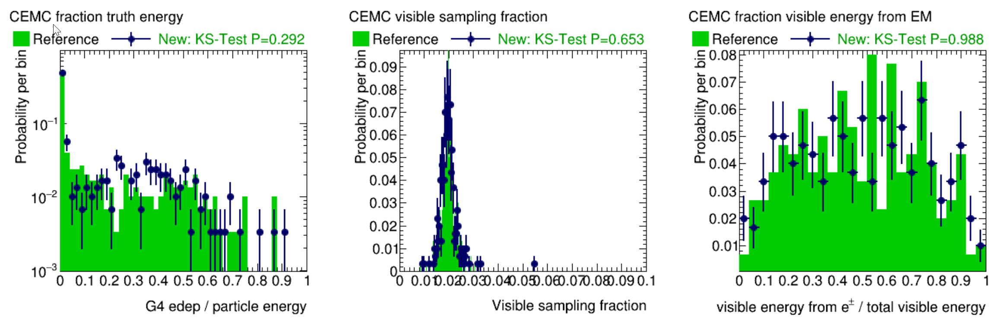 CEMC fraction truth energy
Reference New: KS-Test P=0.292
Probability per bin
10⁻¹
10⁻²
10⁻³
0 0.1 0.2 0.3 0.4 0.5 0.6 0.7 0.8 0.9 1
G4 edep / particle energy
CEMC visible sampling fraction
Reference New: KS-Test P=0.653
Probability per bin
0.09
0.08
0.07
0.06
0.05
0.04
0.03
0.02
0.01
0
0 0.01 0.02 0.03 0.04 0.05 0.06 0.07 0.08 0.09 0.1
Visible sampling fraction
CEMC fraction visible energy from EM
Reference New: KS-Test P=0.988
Probability per bin
0.08
0.07
0.06
0.05
0.04
0.03
0.02
0.01
0 0.1 0.2 0.3 0.4 0.5 0.6 0.7 0.8 0.9 1
visible energy from e± / total visible energy